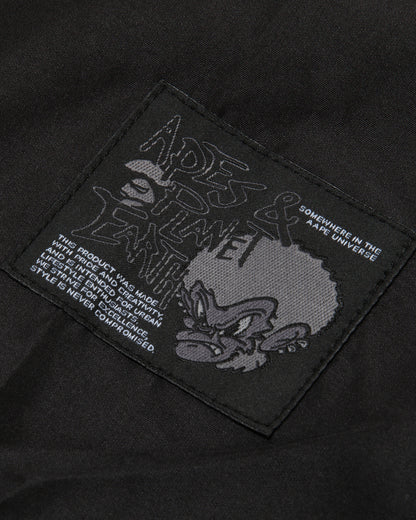 APES &
PLANET
EARTH
SOMEWHERE IN THE
AAPE UNIVERSE
THIS PRODUCT WAS MADE
WITH PRIDE AND CREATIVITY,
AND IS INTENDED FOR URBAN
LIFESTYLE ENTHUSIASTS.
WE STRIVE FOR EXCELLENCE,
STYLE IS NEVER COMPROMISED.